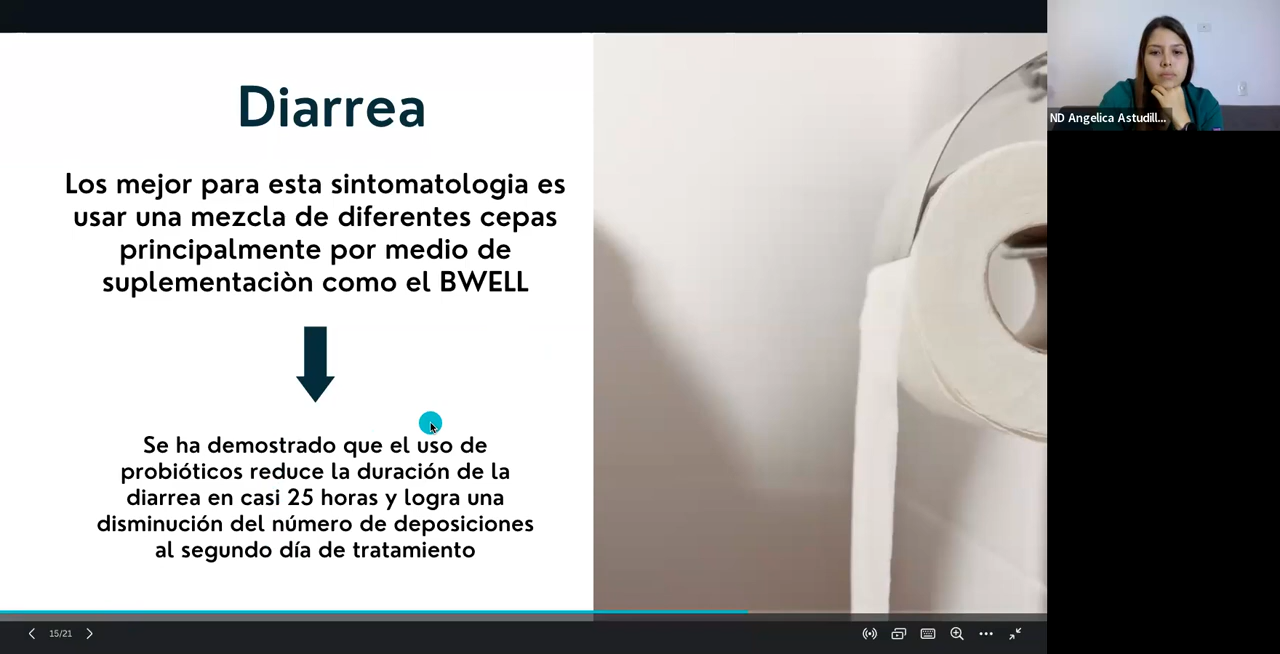 Diarrea
Los mejor para esta sintomatologia es
usar una mezcla de diferentes cepas
principalmente por medio de
suplementaciòn como el BWELL
Se ha demostrado que el uso de
probióticos reduce la duración de la
diarrea en casi 25 horas y logra una
disminución del número de deposiciones
al segundo día de tratamiento
ND Angelica Astudill...
15/21